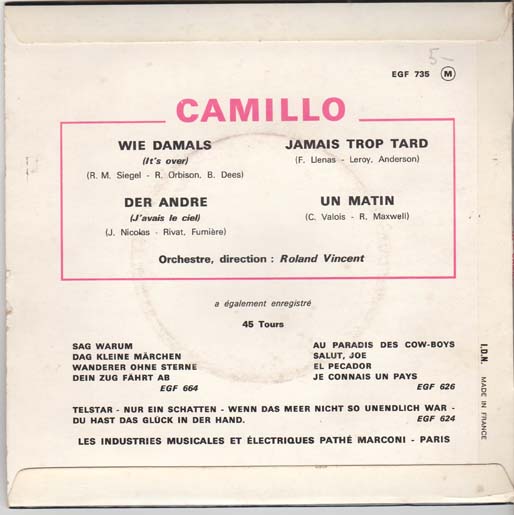 5-
EGF 735 M
CAMILLO
WIE DAMALS
(It's over)
(R. M. Siegel - R. Orbison, B. Dees)
JAMAIS TROP TARD
(F. Llenas - Leroy, Anderson)
DER ANDRE
(J'avais le ciel)
(J. Nicolas - Rivat, Fumière)
UN MATIN
(C. Valois - R. Maxwell)
Orchestre, direction : Roland Vincent
a également enregistré
45 Tours
SAG WARUM
DAG KLEINE MÄRCHEN
WANDERER OHNE STERNE
DEIN ZUG FÄHRT AB
EGF 664
AU PARADIS DES COW-BOYS
SALUT, JOE
EL PECADOR
JE CONNAIS UN PAYS
EGF 626
TELSTAR - NUR EIN SCHATTEN - WENN DAS MEER NICHT SO UNENDLICH WAR -
DU HAST DAS GLÜCK IN DER HAND. EGF 624
LES INDUSTRIES MUSICALES ET ÉLECTRIQUES PATHÉ MARCONI - PARIS
I.D.N. MADE IN FRANCE